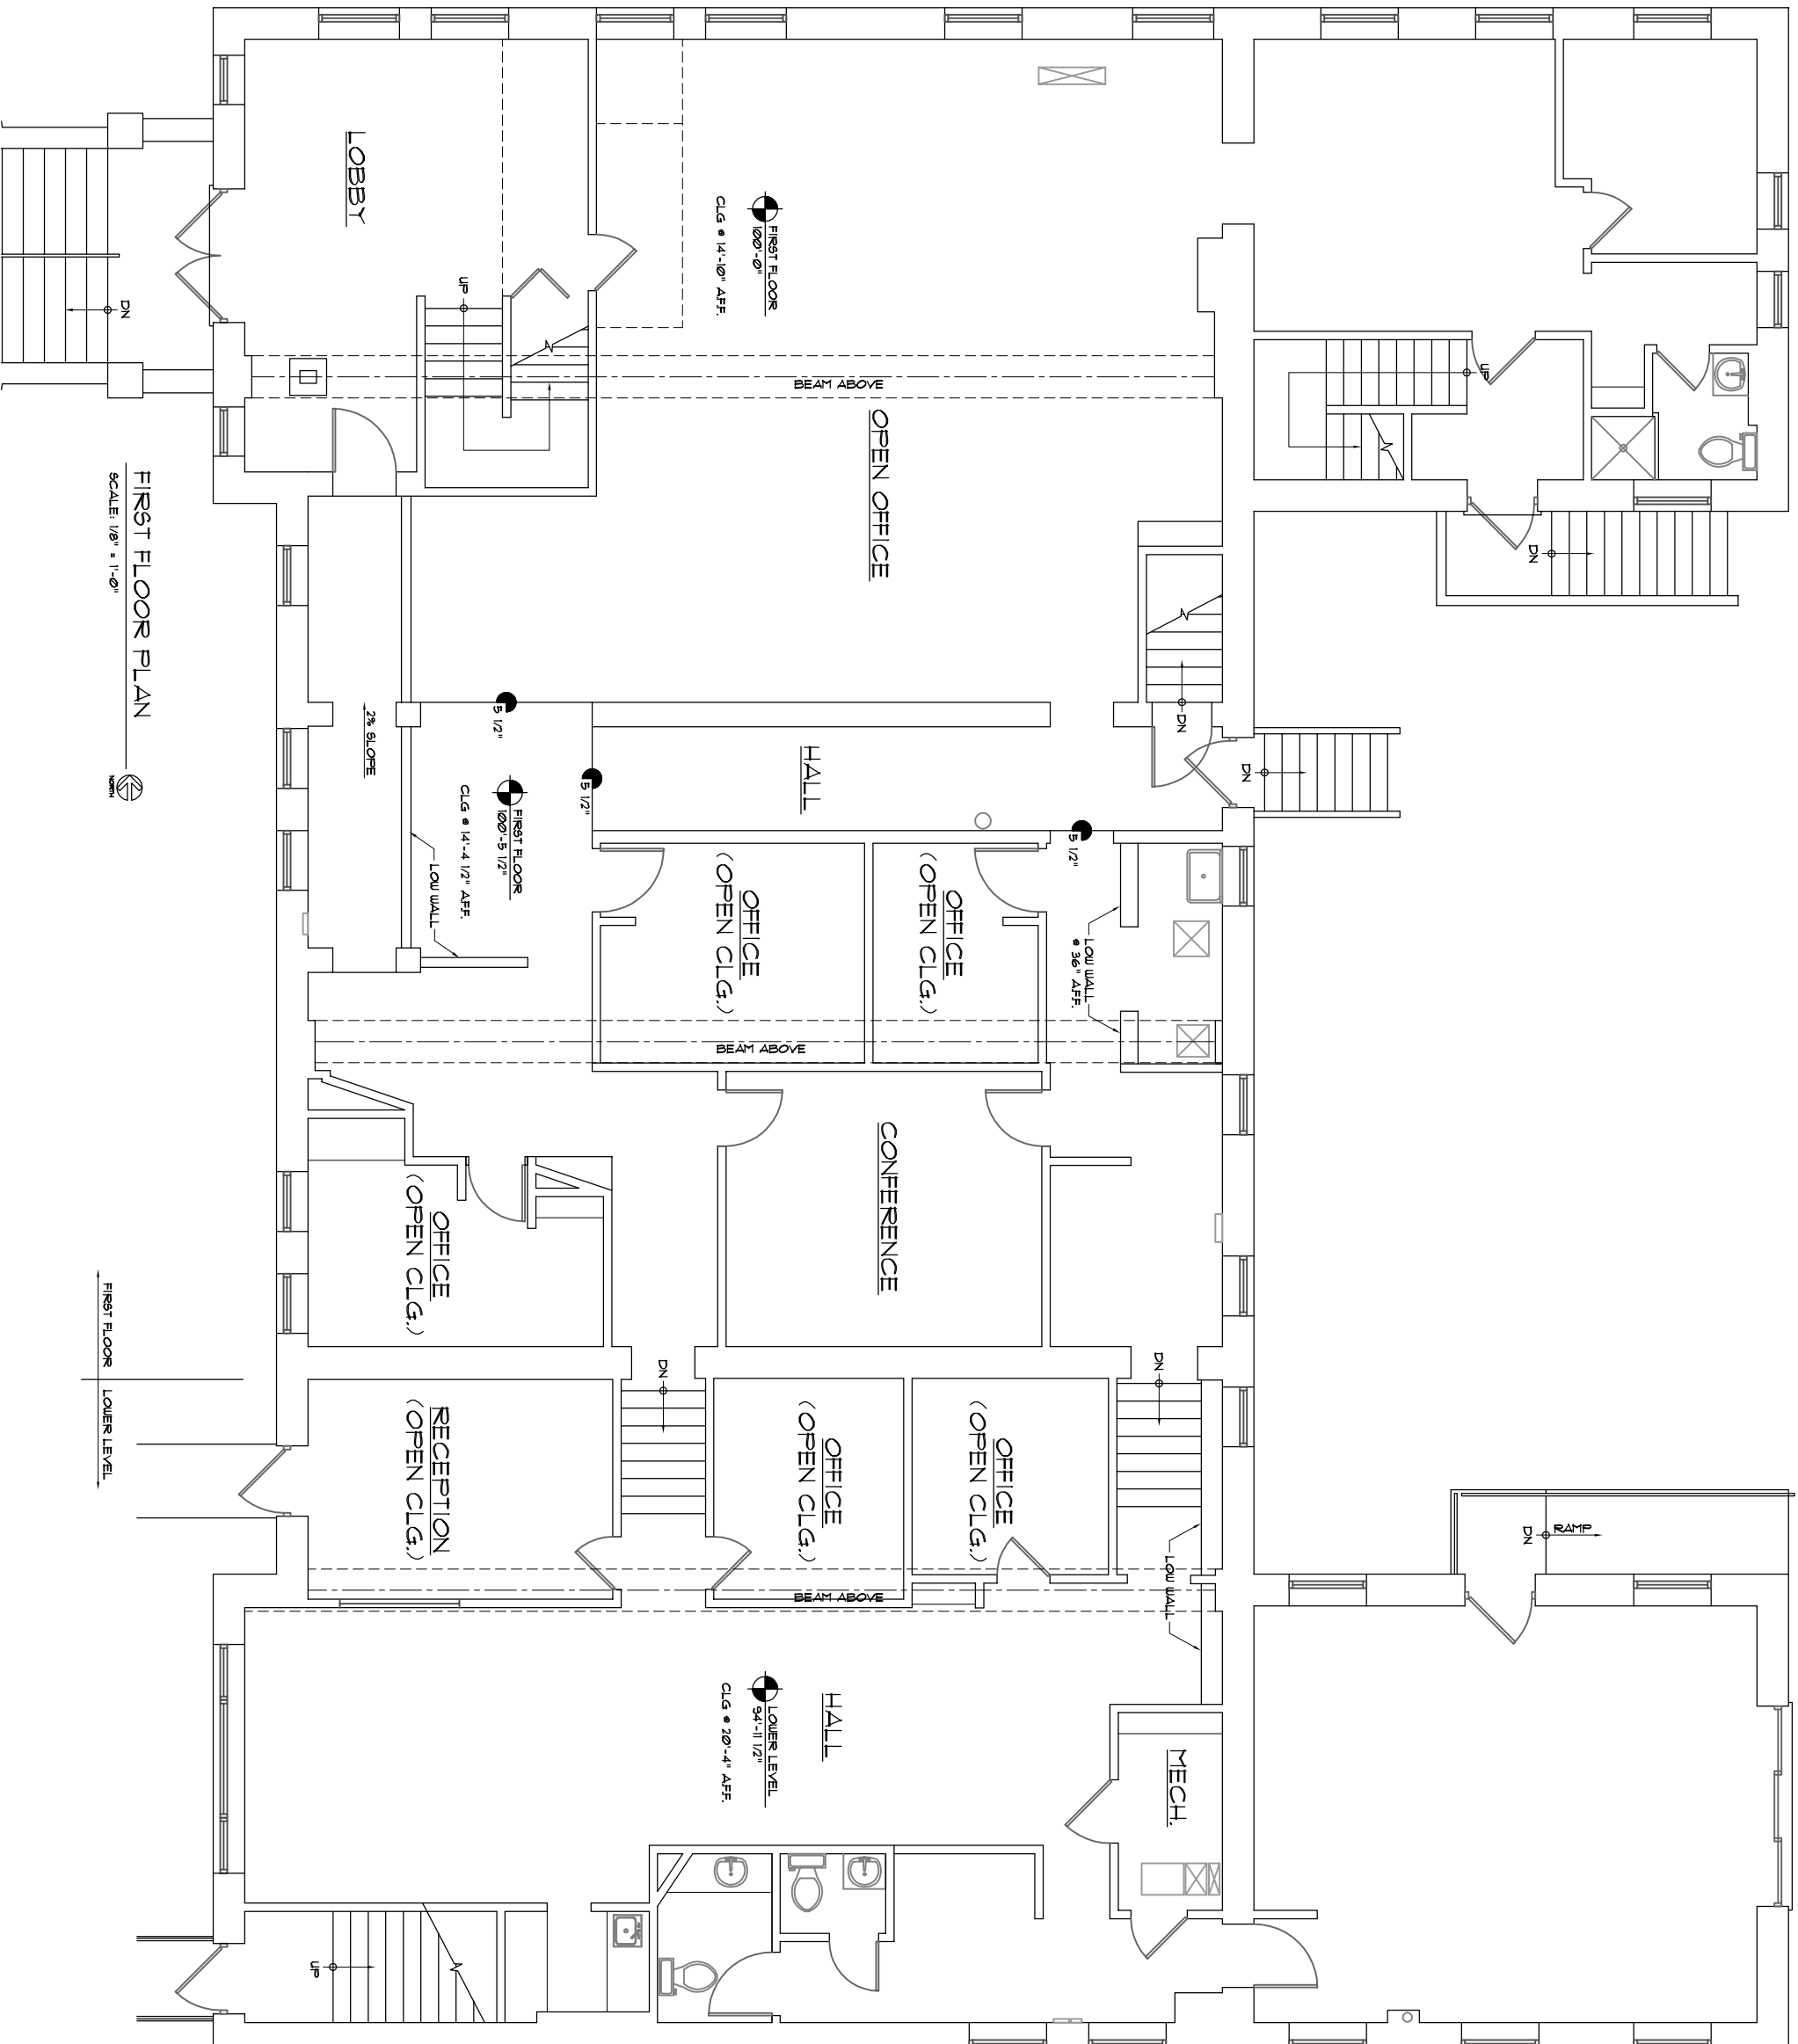 DN
UP
RAMP
DN
DN
DN
DN
MECH.
LOW WALL
DN
LOW WALL
@ 36" A.F.F.
5 1/2"
OFFICE
(OPEN CLG.)
OFFICE
(OPEN CLG.)
CONFERENCE
OPEN OFFICE
BEAM ABOVE
HALL
OFFICE
(OPEN CLG.)
BEAM ABOVE
HALL
FIRST FLOOR
100'-0"
CLG @ 14'-10" A.F.F.
OFFICE
(OPEN CLG.)
BEAM ABOVE
LOWER LEVEL
94'-11 1/2"
CLG @ 20'-4" A.F.F.
DN
5 1/2"
5 1/2"
FIRST FLOOR
100'-5 1/2"
CLG @ 14'-4 1/2" A.F.F.
UP
LOW WALL
OFFICE
(OPEN CLG.)
RECEPTION
(OPEN CLG.)
LOBBY
2% SLOPE
UP
DN
FIRST FLOOR PLAN
SCALE: 1/8" = 1'-0"
NORTH
FIRST FLOOR
LOWER LEVEL